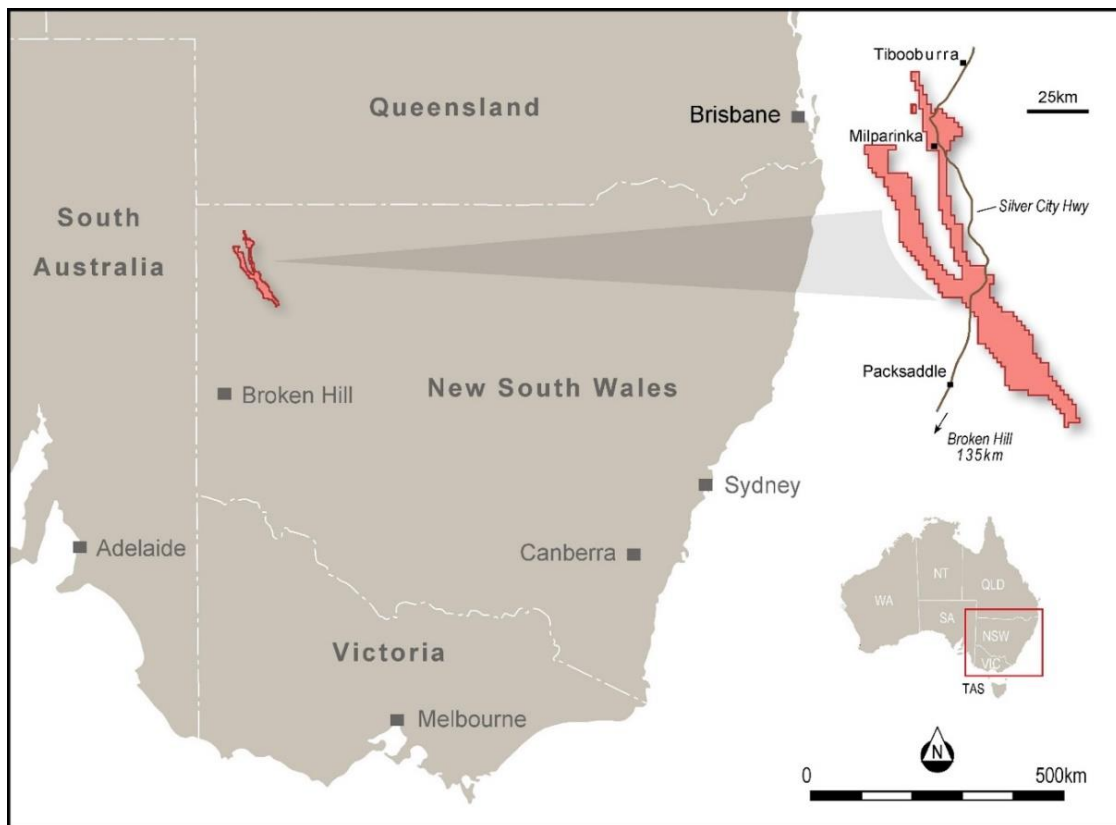 Queensland
Brisbane
South
Australia
Broken Hill
New South Wales
Sydney
Adelaide
Canberra
Victoria
Melbourne
Tibooburra
25km
Milparinka
Silver City Hwy
Packsaddle
Broken Hill
135km
NT
QLD
WA
SA
NSW
VIC
TAS
N
0
500km